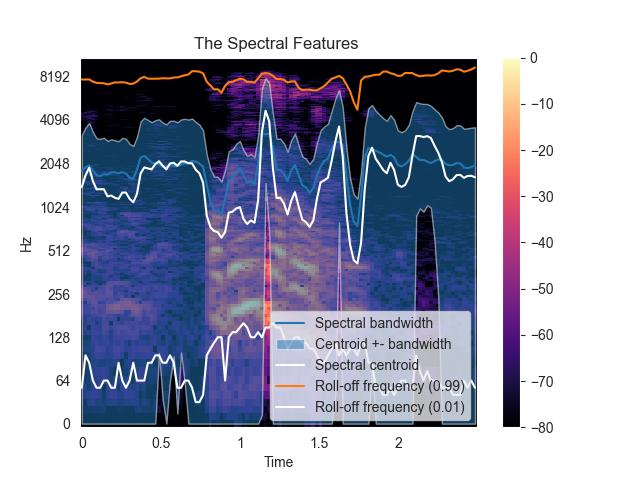 The Spectral Features
8192
4096
2048
1024
512
256
128
64
0
Hz
0
0.5
1
1.5
2
Time
Spectral bandwidth
Centroid +- bandwidth
Spectral centroid
Roll-off frequency (0.99)
Roll-off frequency (0.01)
0
−10
−20
−30
−40
−50
−60
−70
−80